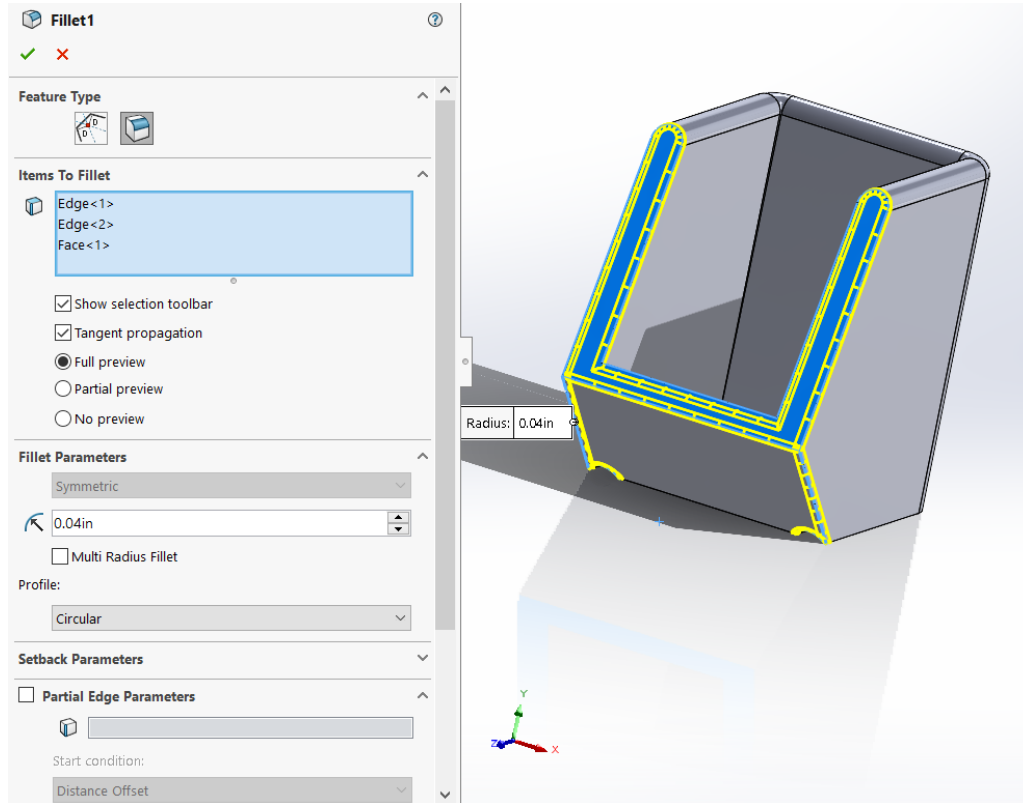 Fillet1
Feature Type
Items To Fillet
Edge<1>
Edge<2>
Face<1>
Show selection toolbar
Tangent propagation
Full preview
Partial preview
No preview
Fillet Parameters
Symmetric
0.04in
Multi Radius Fillet
Profile:
Circular
Setback Parameters
Partial Edge Parameters
Start condition:
Distance Offset
Radius: 0.04in
Y
Z
X